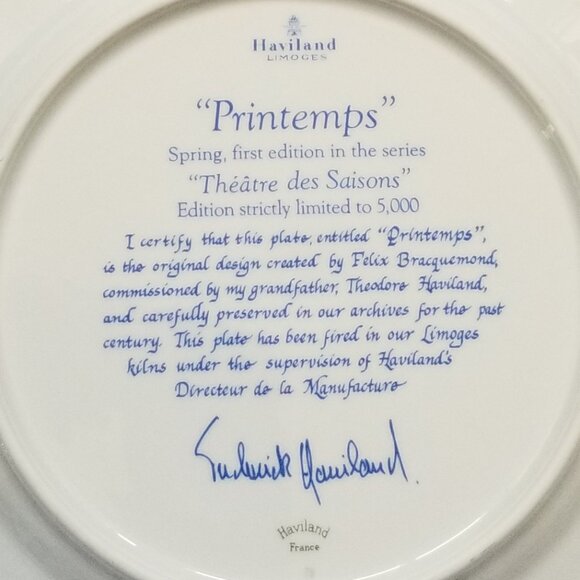 Haviland
LIMOGES
“Printemps”
Spring, first edition in the series
“Théâtre des Saisons”
Edition strictly limited to 5,000
I certify that this plate, entitled “Printemps”,
is the original design created by Félix Bracquemond,
commissioned by my grandfather, Theodore Haviland,
and carefully preserved in our archives for the past
century. This plate has been fired in our Limoges
kilns under the supervision of Haviland's
Directeur de la Manufacture
Frederick Haviland.
Haviland
France